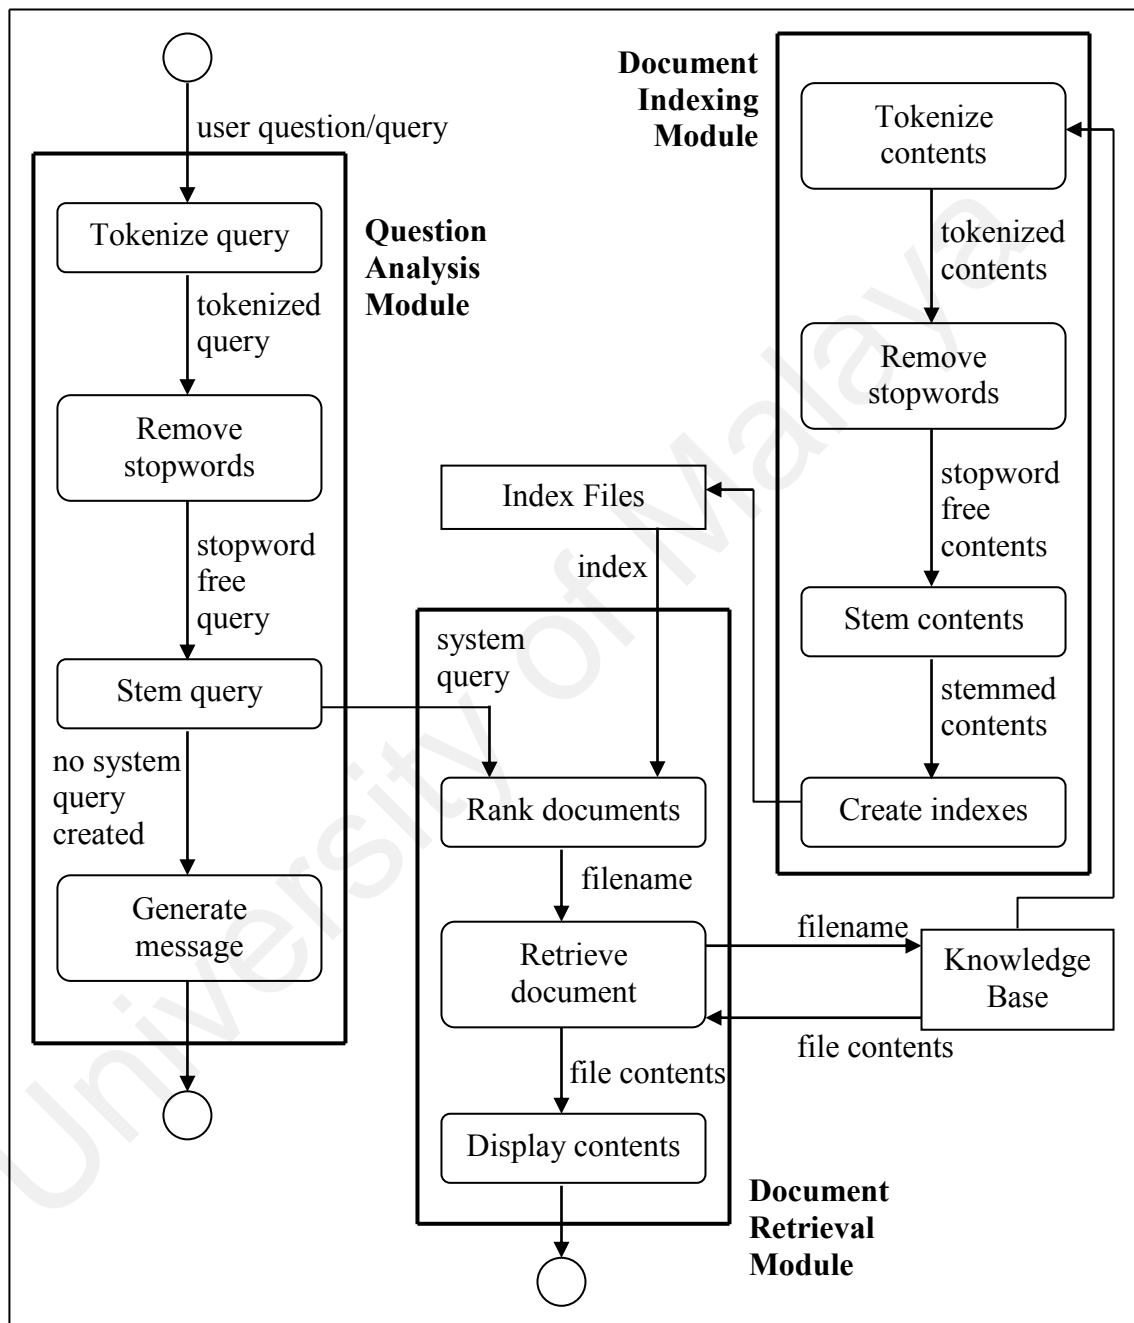 user question/query
Tokenize query
Question
Analysis
Module
tokenized
query
Remove
stopwords
stopword
free
query
Stem query
no system
query
created
Generate
message
Document
Indexing
Module
Tokenize
contents
tokenized
contents
Remove
stopwords
stopword
free
contents
Stem contents
stemmed
contents
Create indexes
Index Files
index
system
query
Rank documents
filename
Retrieve
document
filename
Knowledge
Base
file contents
file contents
Display contents
Document
Retrieval
Module
University of Malaya